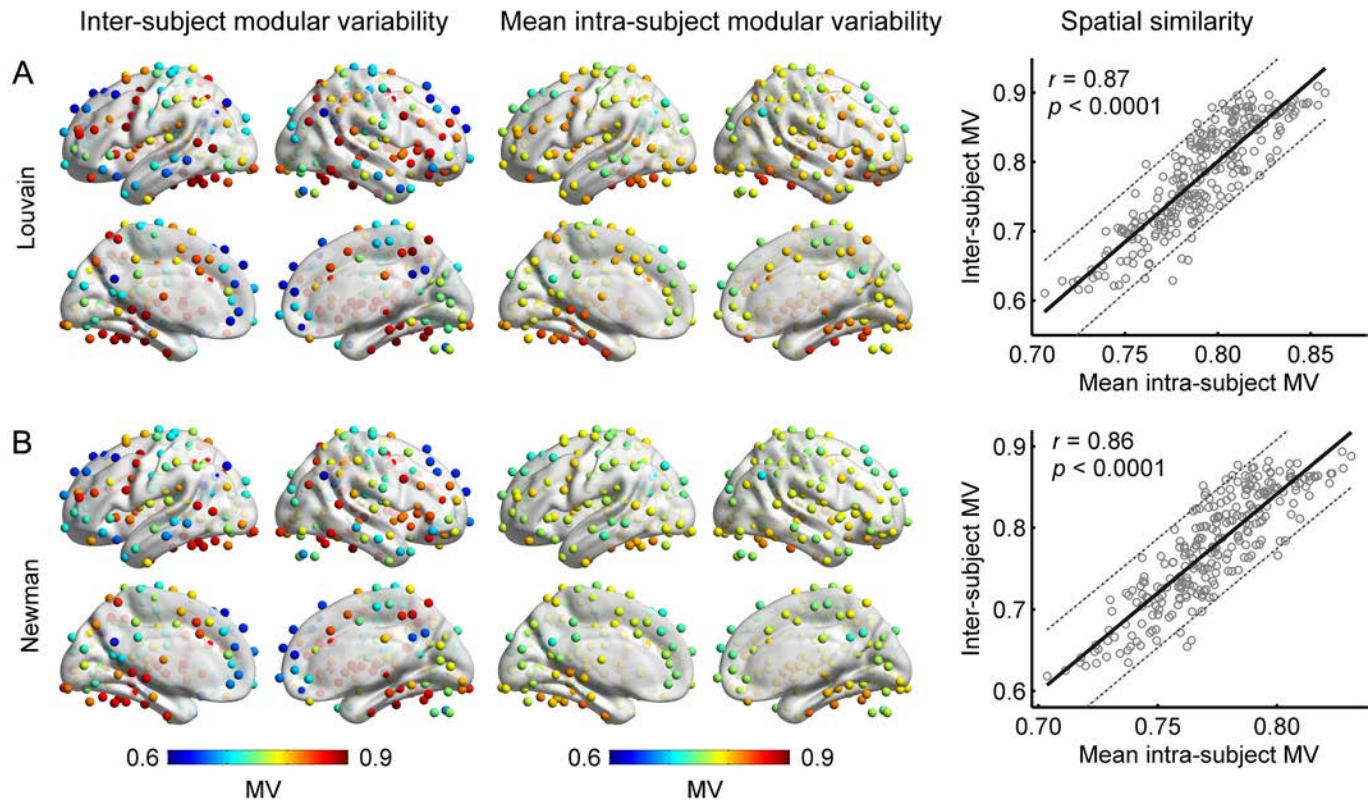 Inter-subject modular variability
Mean intra-subject modular variability
Spatial similarity
A
Louvain
r = 0.87
p < 0.0001
Inter-subject MV
0.9
0.8
0.7
0.6
0.70
0.75
0.80
0.85
Mean intra-subject MV
B
Newman
r = 0.86
p < 0.0001
Inter-subject MV
0.9
0.8
0.7
0.6
0.70
0.75
0.80
Mean intra-subject MV
0.6
0.9
MV
0.6
0.9
MV